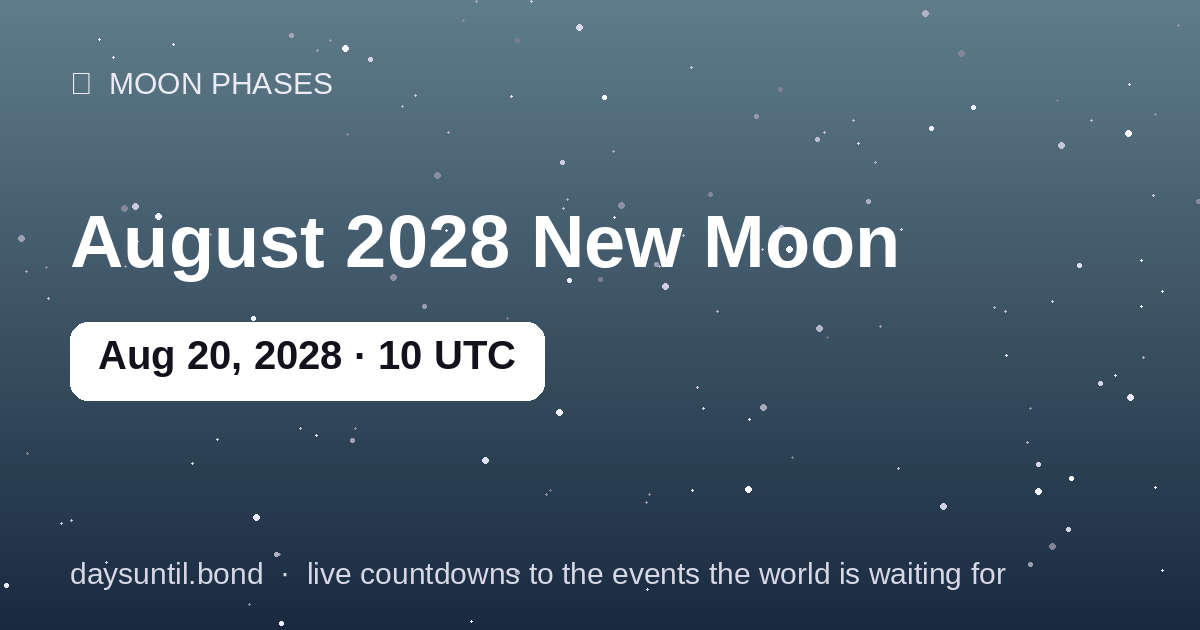 MOON PHASES
August 2028 New Moon
Aug 20, 2028 · 10 UTC
daysuntil.bond · live countdowns to the events the world is waiting for